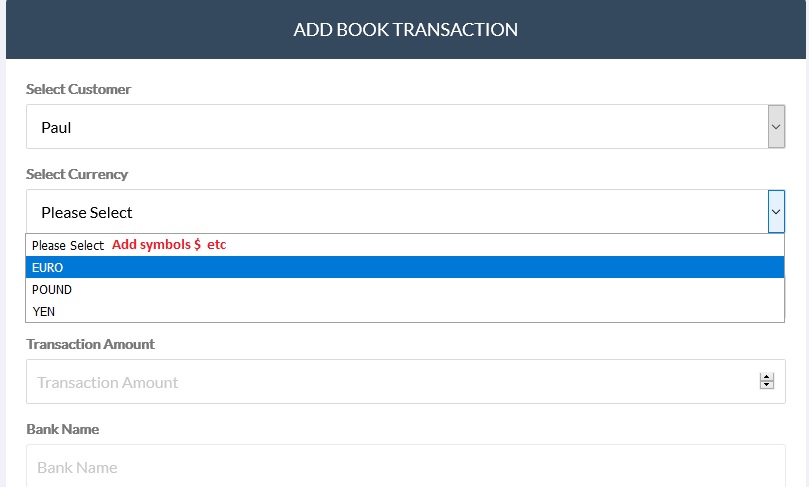 ADD BOOK TRANSACTION
Select Customer
Paul
Select Currency
Please Select
Please Select Add symbols $ etc
EURO
POUND
YEN
Transaction Amount
Transaction Amount
Bank Name
Bank Name